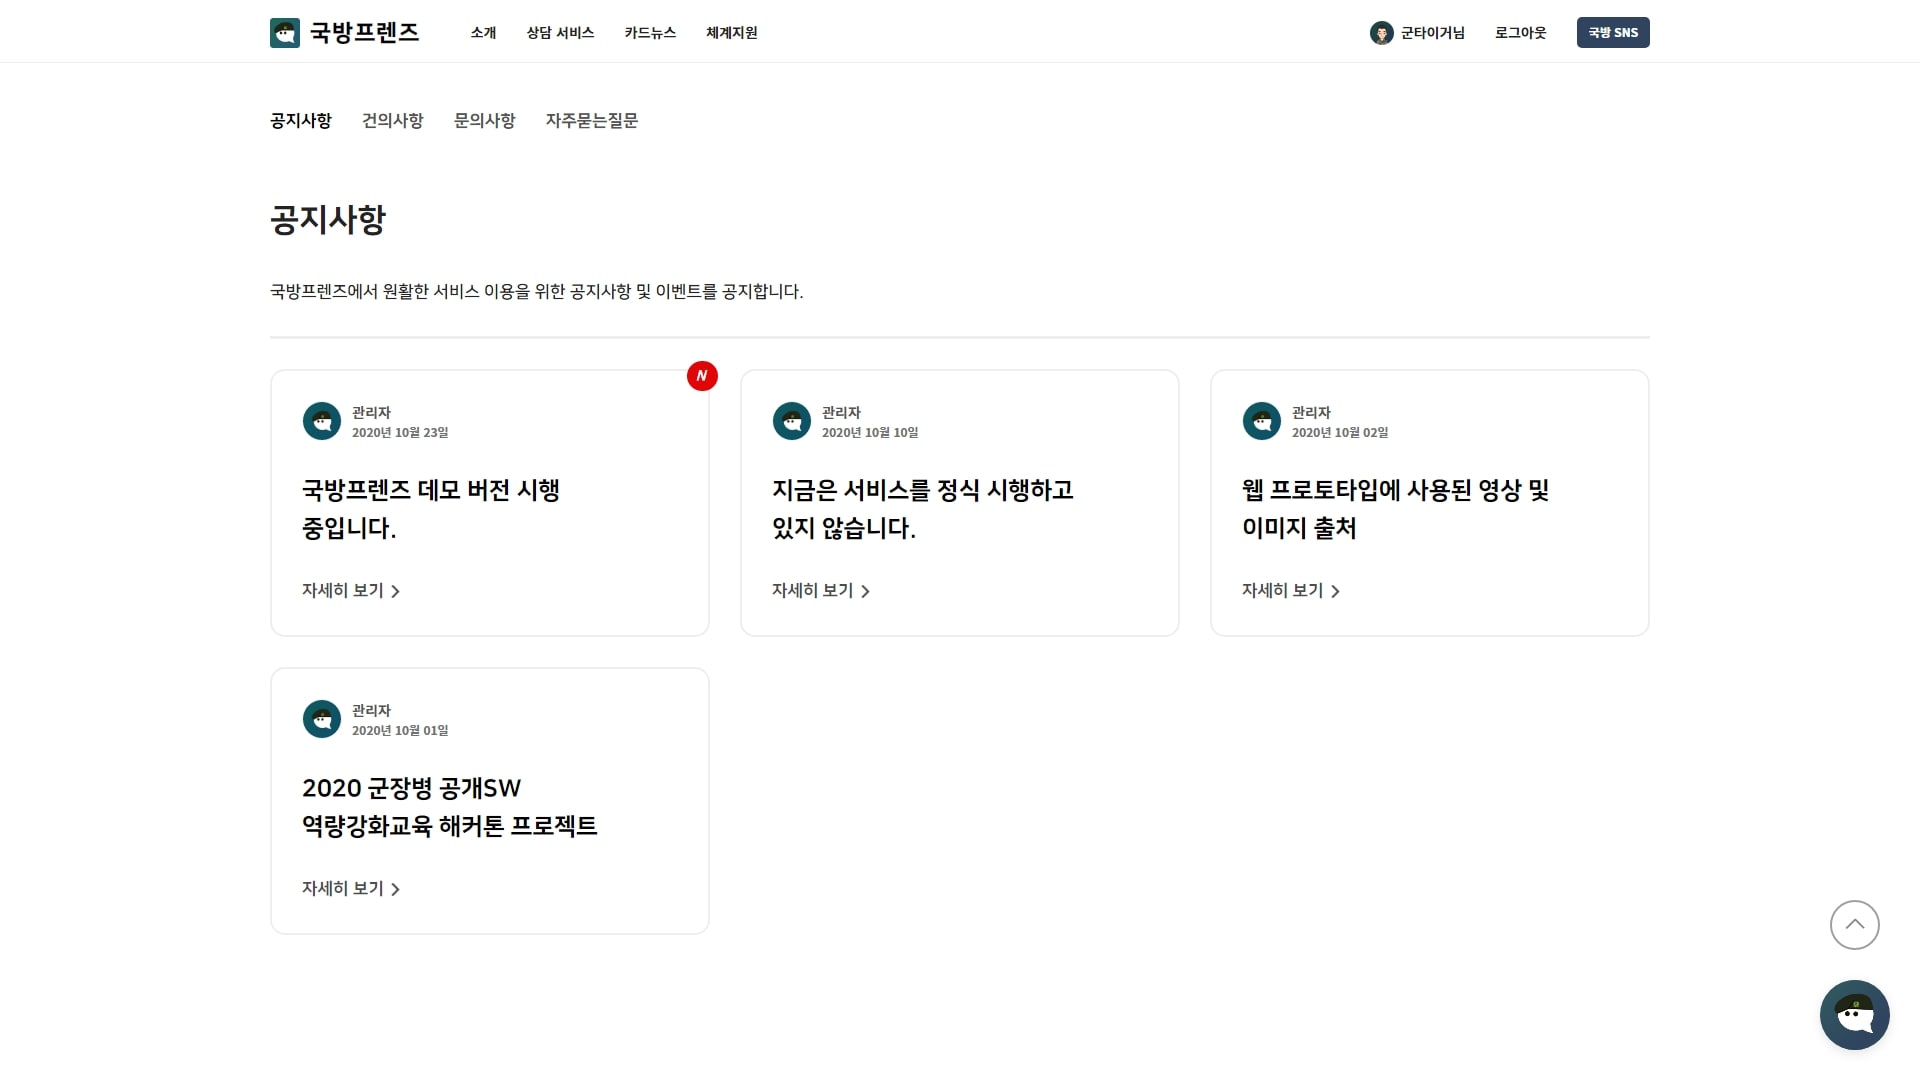 국방프렌즈
소개 상담 서비스 카드뉴스 체계지원
군타이거님 로그아웃 국방 SNS
공지사항 건의사항 문의사항 자주묻는질문
공지사항
국방프렌즈에서 원활한 서비스 이용을 위한 공지사항 및 이벤트를 공지합니다.
N
관리자
2020년 10월 23일
국방프렌즈 데모 버전 시행
중입니다.
자세히 보기
관리자
2020년 10월 10일
지금은 서비스를 정식 시행하고
있지 않습니다.
자세히 보기
관리자
2020년 10월 02일
웹 프로토타입에 사용된 영상 및
이미지 출처
자세히 보기
관리자
2020년 10월 01일
2020 군장병 공개SW
역량강화교육 해커톤 프로젝트
자세히 보기